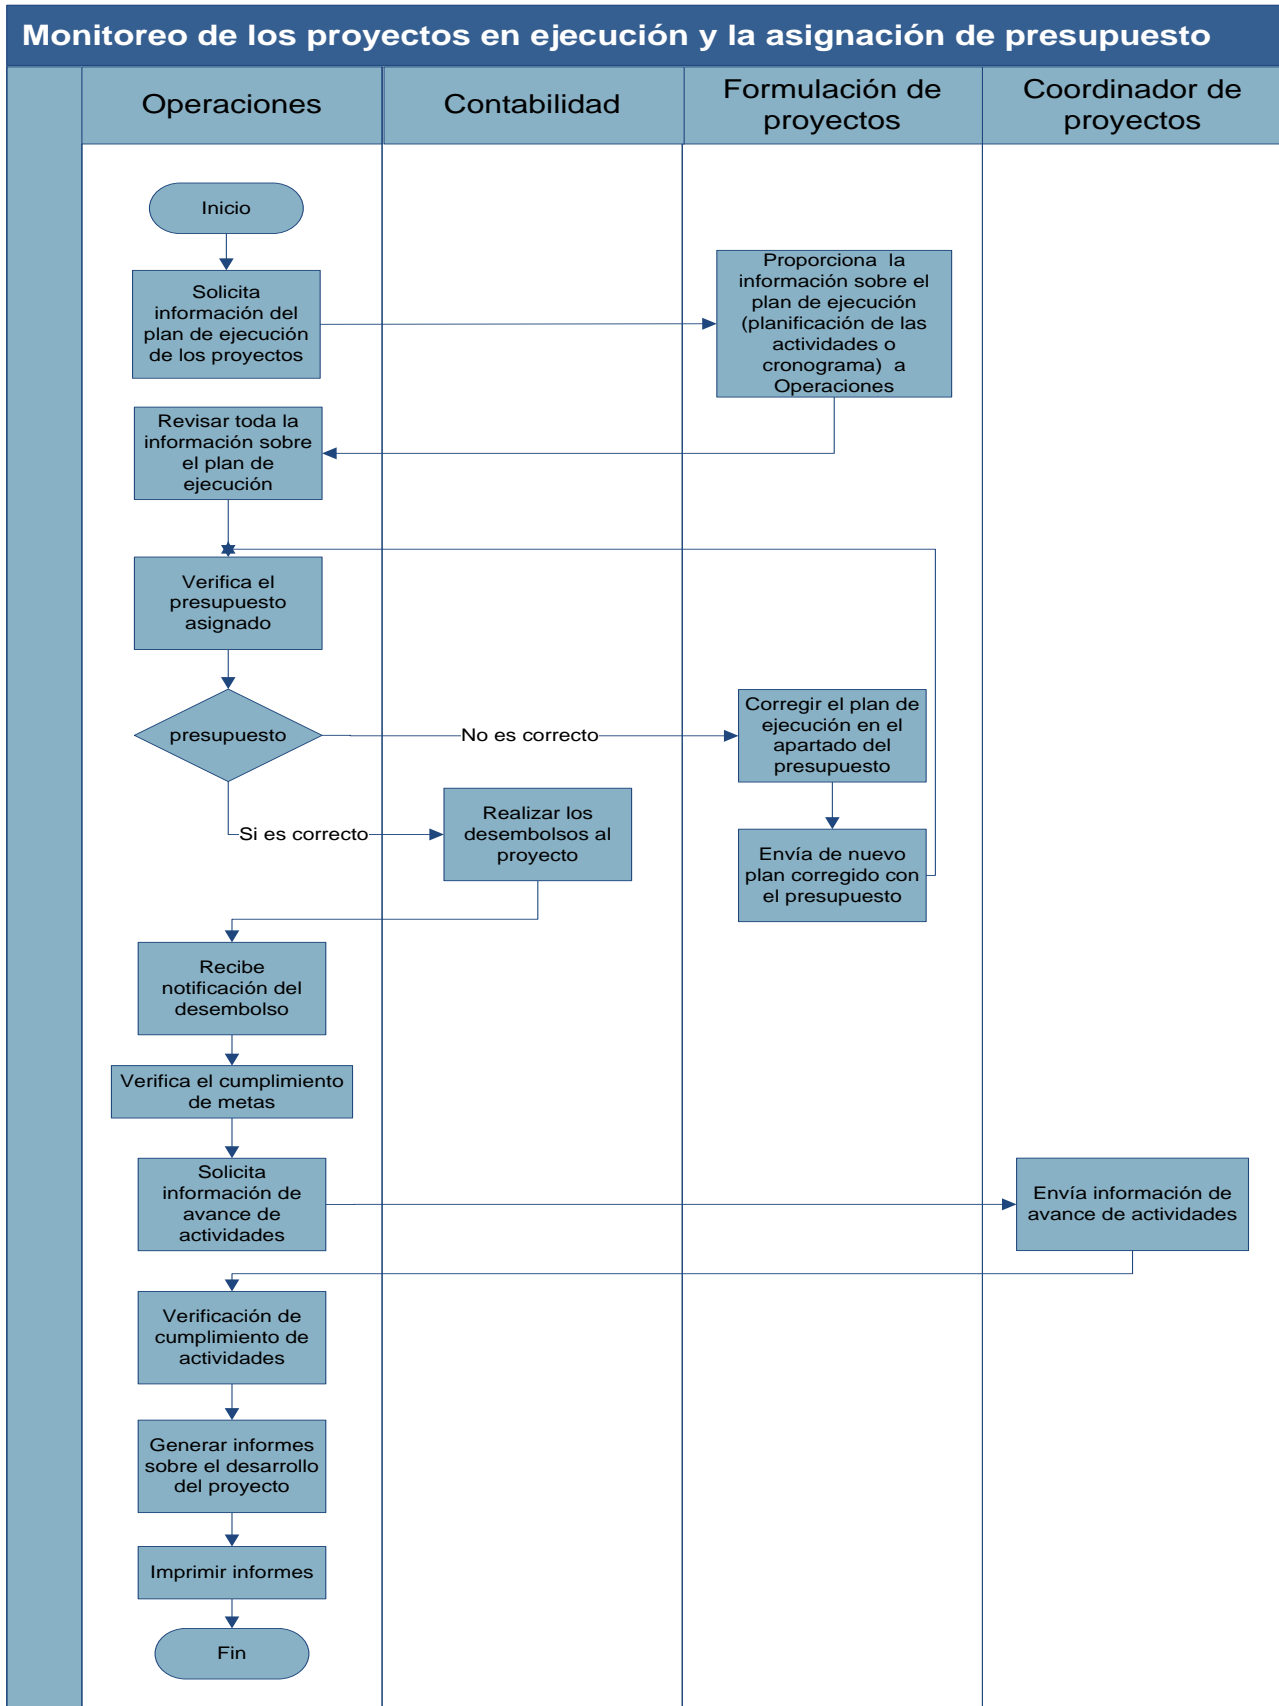 Monitoreo de los proyectos en ejecución y la asignación de presupuesto
Operaciones
Contabilidad
Formulación de
proyectos
Coordinador de
proyectos
Inicio
Solicita
información del
plan de ejecución
de los proyectos
Proporciona la
información sobre el
plan de ejecución
(planificación de las
actividades o
cronograma) a
Operaciones
Revisar toda la
información sobre
el plan de
ejecución
Verifica el
presupuesto
asignado
presupuesto
No es correcto
Corregir el plan de
ejecución en el
apartado del
presupuesto
Si es correcto
Realizar los
desembolsos al
proyecto
Envía de nuevo
plan corregido con
el presupuesto
Recibe
notificación del
desembolso
Verifica el cumplimiento
de metas
Solicita
información de
avance de
actividades
Envía información de
avance de actividades
Verificación de
cumplimiento de
actividades
Generar informes
sobre el desarrollo
del proyecto
Imprimir informes
Fin